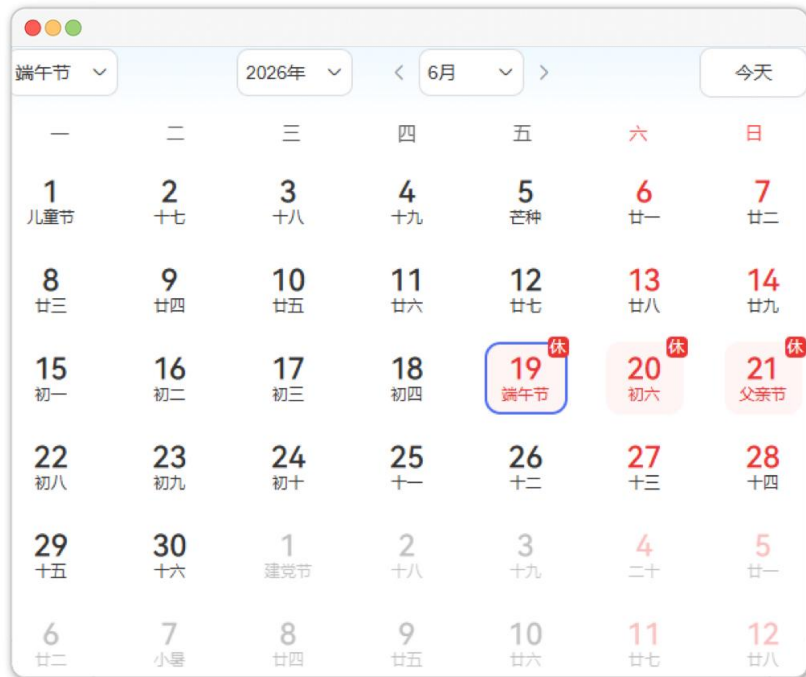 端午节 2026年 6月 今天
一 二 三 四 五 六 日
1 2 3 4 5 6 7
儿童节 十七 十八 十九 芒种 廿一 廿二
8 9 10 11 12 13 14
廿三 廿四 廿五 廿六 廿七 廿八 廿九
休 休 休
15 16 17 18 19 20 21
初一 初二 初三 初四 端午节 初六 父亲节
22 23 24 25 26 27 28
初八 初九 初十 十一 十二 十三 十四
29 30 1 2 3 4 5
十五 十六 建党节 十八 十九 二十 廿一
6 7 8 9 10 11 12
廿二 小暑 廿四 廿五 廿六 廿七 廿八